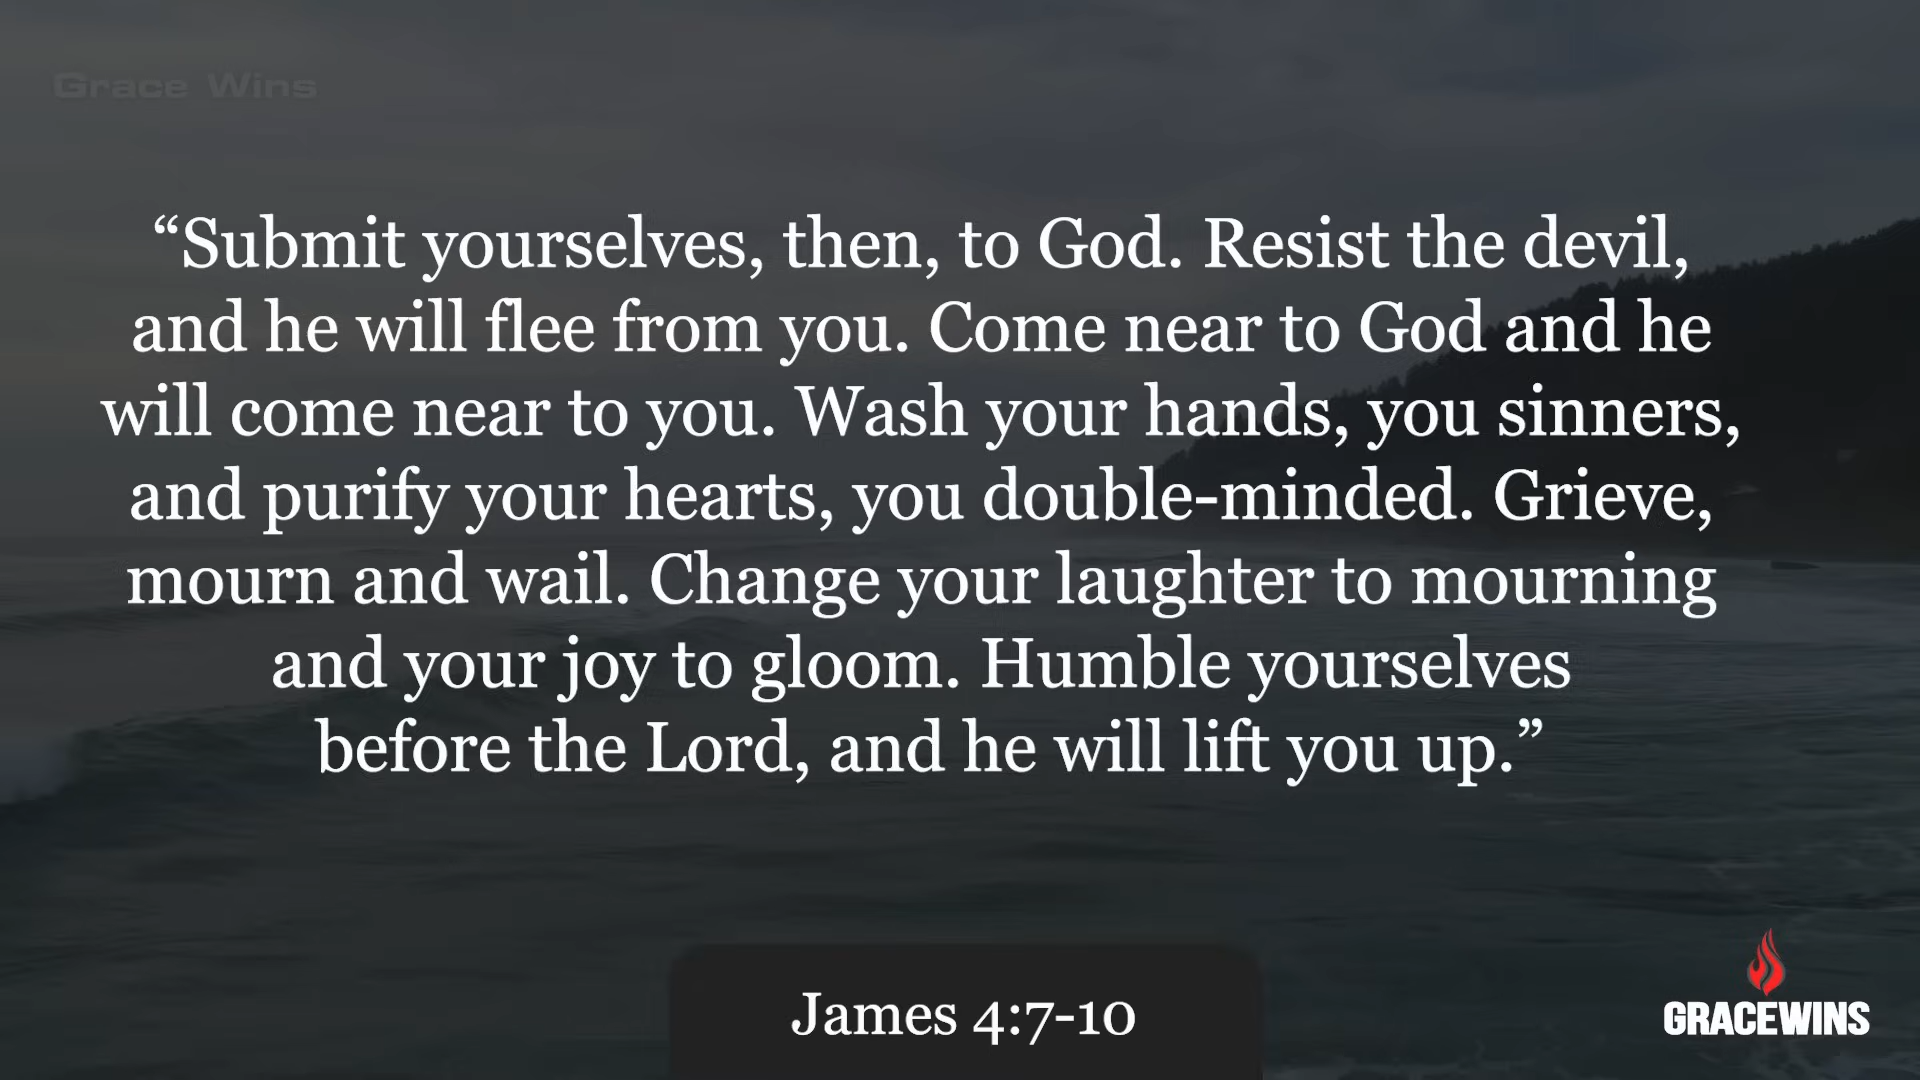 Grace Wins
“Submit yourselves, then, to God. Resist the devil,
and he will flee from you. Come near to God and he
will come near to you. Wash your hands, you sinners,
and purify your hearts, you double-minded. Grieve,
mourn and wail. Change your laughter to mourning
and your joy to gloom. Humble yourselves
before the Lord, and he will lift you up.”
James 4:7-10
GRACEWINS